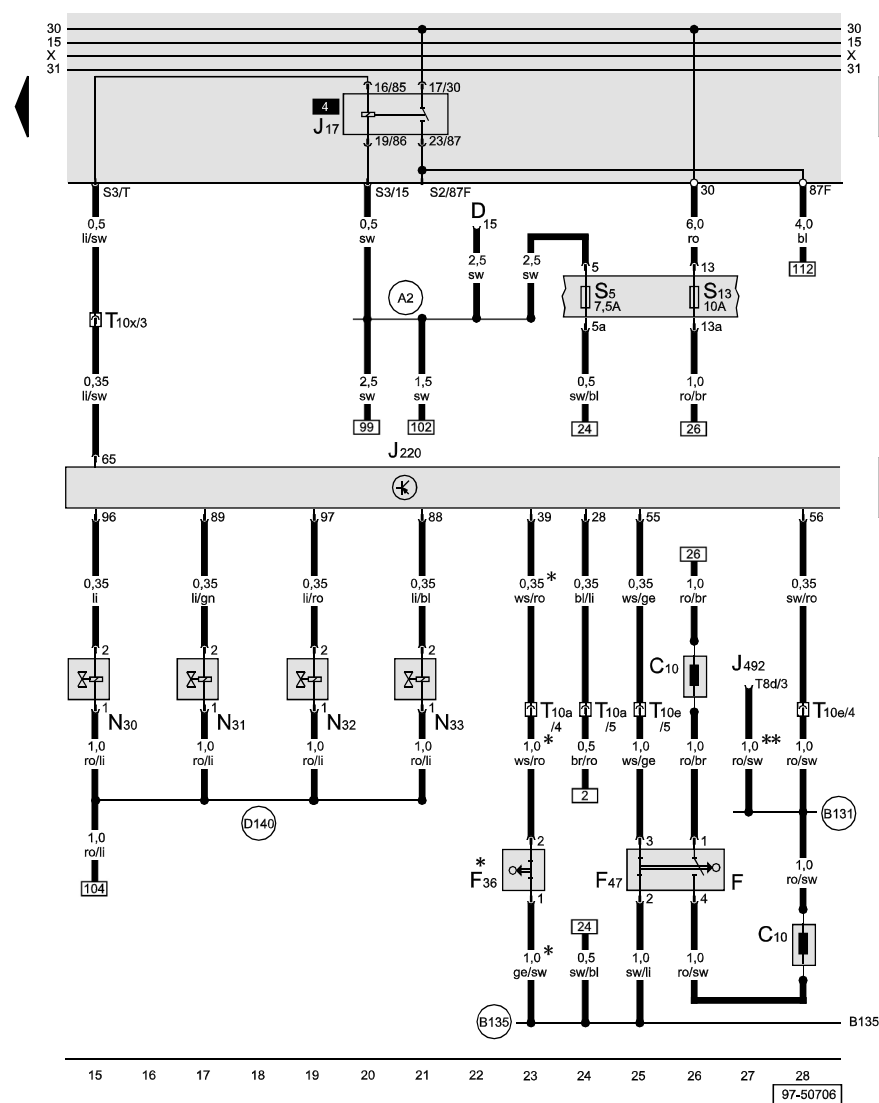 30 30
15 15
X X
31 31
16/85 17/30
4
J17
19/86 23/87
S3/T S3/15 S2/87F 30 87F
D
15
0,5 0,5 6,0 4,0
li/sw sw ro bl
2,5 2,5
sw sw
5 13 112
A2
S5 S13
7,5A 10A
T10x/3
5a 13a
0,35 2,5 1,5 0,5 1,0
li/sw sw sw sw/bl ro/br
99 102 24 26
J220
65
96 89 97 88 39 28 55 56
26
0,35 0,35 0,35 0,35 0,35 * 0,35 0,35 1,0 0,35
li li/gn li/ro li/bl ws/ro bl/li ws/ge ro/br sw/ro
2 2 2 2
C10 J492
T8d/3
1 1 1 1
N30 N31 N32 N33 T10a/4 T10a/5 T10e/5 T10e/4
1,0 1,0 1,0 1,0 1,0 * 0,5 1,0 1,0 1,0 ** 1,0
ro/li ro/li ro/li ro/li ws/ro br/ro ws/ge ro/br ro/sw ro/sw
2
D140 B131
1,0
ro/li
2 3 1
104
* F36 F47 F
1,0
ro/sw
1 2 4
24
C10
1,0 * 0,5 1,0 1,0
ge/sw sw/bl sw/li ro/sw
B135 B135
15 16 17 18 19 20 21 22 23 24 25 26 27 28
97-50706